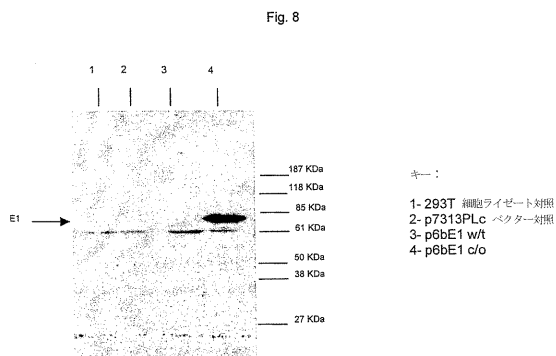 Fig. 8
1 2 3 4
187 KDa
118 KDa
85 KDa
E1
61 KDa
50 KDa
38 KDa
27 KDa
キー：
1- 293T 細胞ライゼート対照
2- p7313PLc ベクター対照
3- p6bE1 w/t
4- p6bE1 c/o